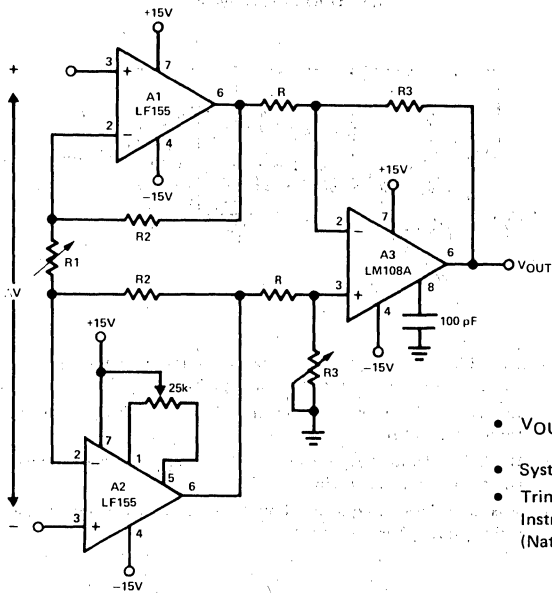 +15V
+
3
+
7
A1
LF155
6
R
R3
2
−
4
−15V
+15V
R2
7
2
−
A3
LM108A
6
VOUT
R1
R2
R
3
+
8
4
100 pF
V
+15V
−15V
25k
R3
7
1
5
2
−
A2
LF155
6
−
3
+
4
−15V
• VOU
• Syst
• Trim
Instr
(Nat